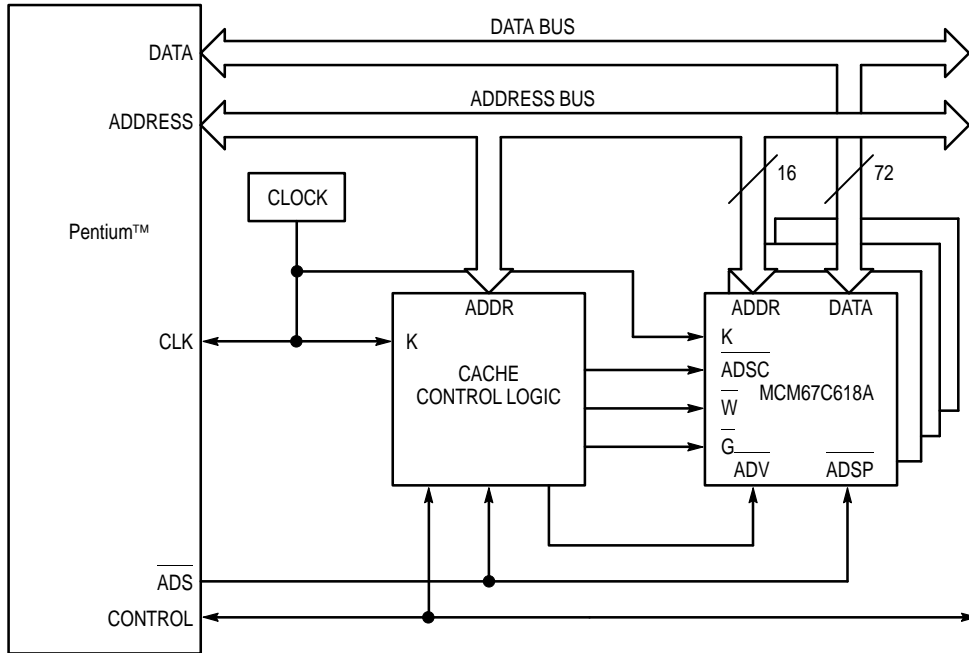 DATA BUS
DATA
ADDRESS BUS
ADDRESS
16
72
CLOCK
Pentium™
ADDR
ADDR
DATA
CLK
K
K
CACHE
CONTROL LOGIC
ADSC
MCM67C618A
W
G
ADV
ADSP
ADS
CONTROL